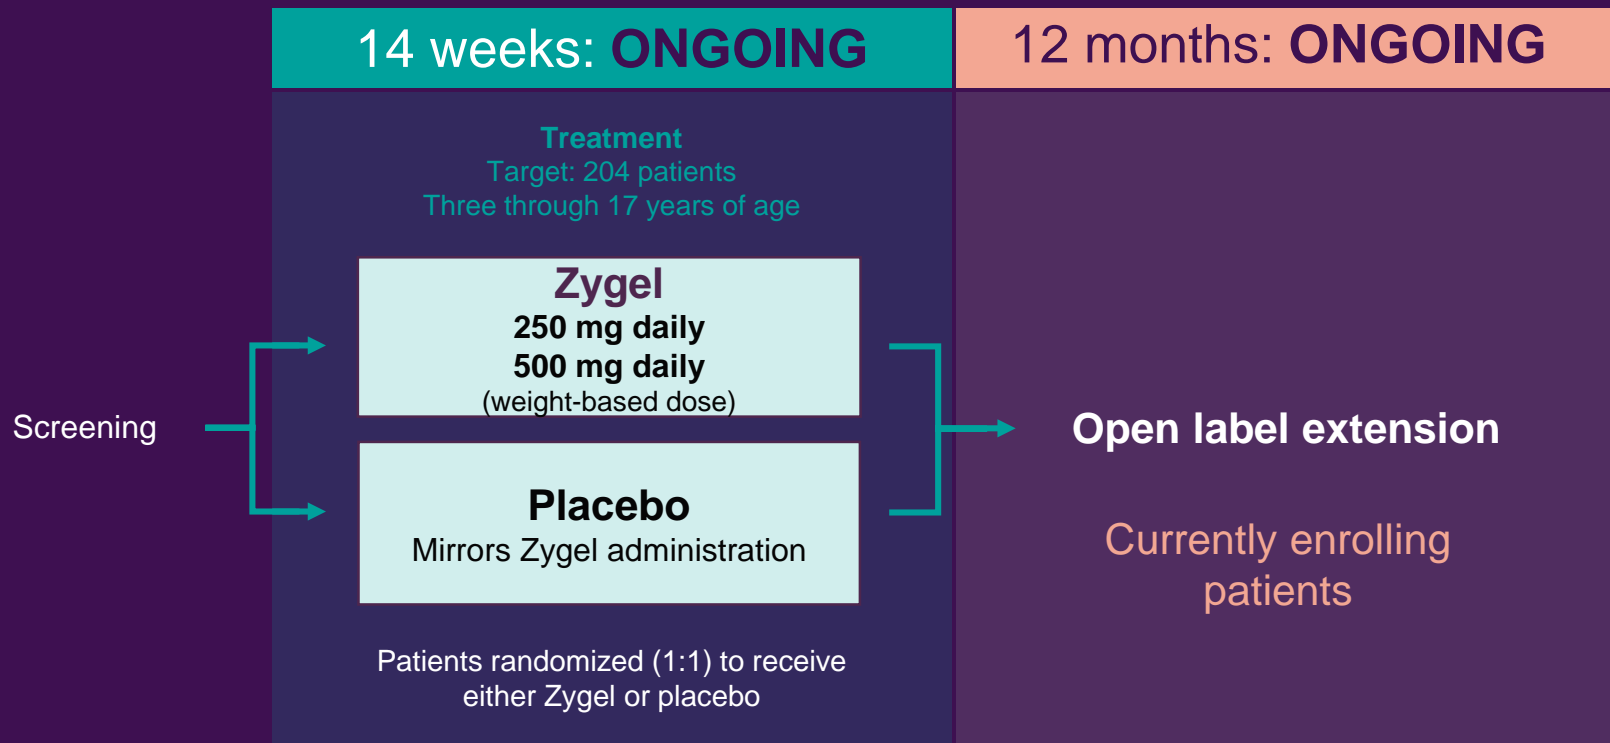 14 weeks: ONGOING
12 months: ONGOING
Treatment
Target: 204 patients
Three through 17 years of age
Zygel
250 mg daily
500 mg daily
(weight-based dose)
Screening
Placebo
Mirrors Zygel administration
Patients randomized (1:1) to receive
either Zygel or placebo
Open label extension
Currently enrolling
patients